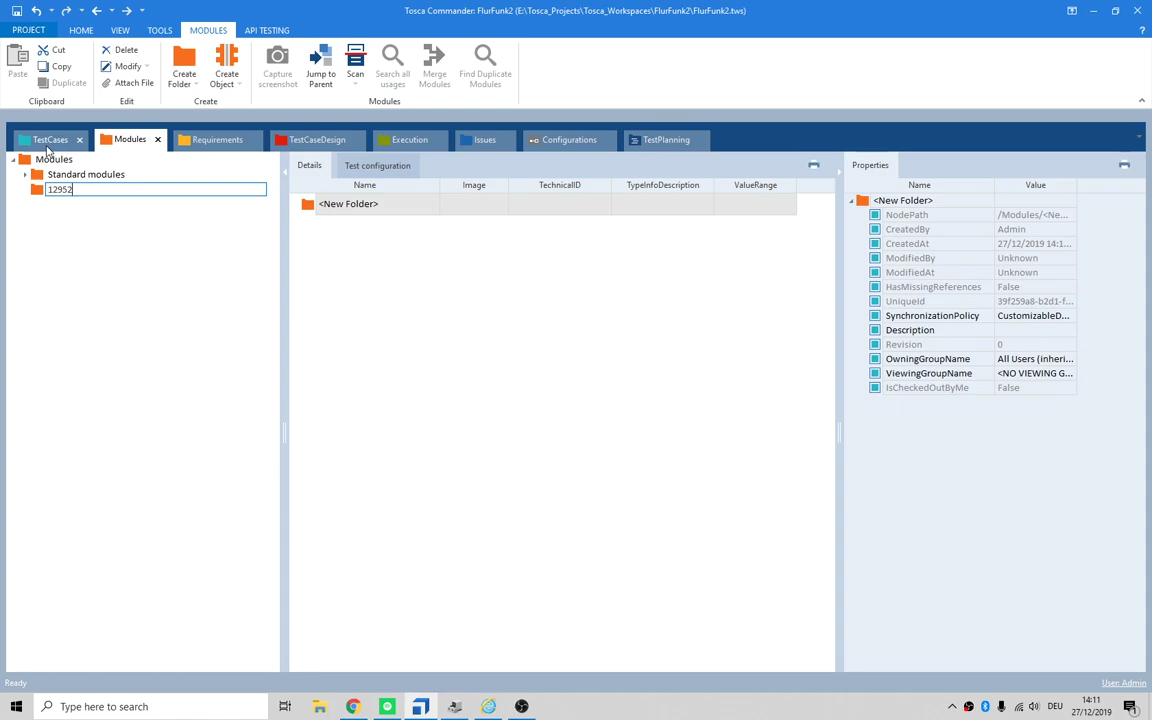 Tosca Commander: FlurFunk2 (E:\Tosca_Projects\Tosca_Workspaces\FlurFunk2\FlurFunk2.tws)
PROJECT HOME VIEW TOOLS MODULES API TESTING ?
Paste Cut Copy Duplicate
Delete Modify Attach File
Create Folder Create Object
Capture screenshot Jump to Parent Scan Search all usages Merge Modules Find Duplicate Modules
Clipboard Edit Create Modules
TestCases Modules Requirements TestCaseDesign Execution Issues Configurations TestPlanning
Modules
Standard modules
12952
Details Test configuration
Name Image TechnicalID TypeInfoDescription ValueRange
<New Folder>
Properties
Name Value
<New Folder>
NodePath /Modules/<Ne...
CreatedBy Admin
CreatedAt 27/12/2019 14:1...
ModifiedBy Unknown
ModifiedAt Unknown
HasMissingReferences False
UniqueId 39f259a8-b2d1-f...
SynchronizationPolicy CustomizableD...
Description
Revision 0
OwningGroupName All Users (inheri...
ViewingGroupName <NO VIEWING G...
IsCheckedOutByMe False
Ready User: Admin
Type here to search DEU 14:11
27/12/2019